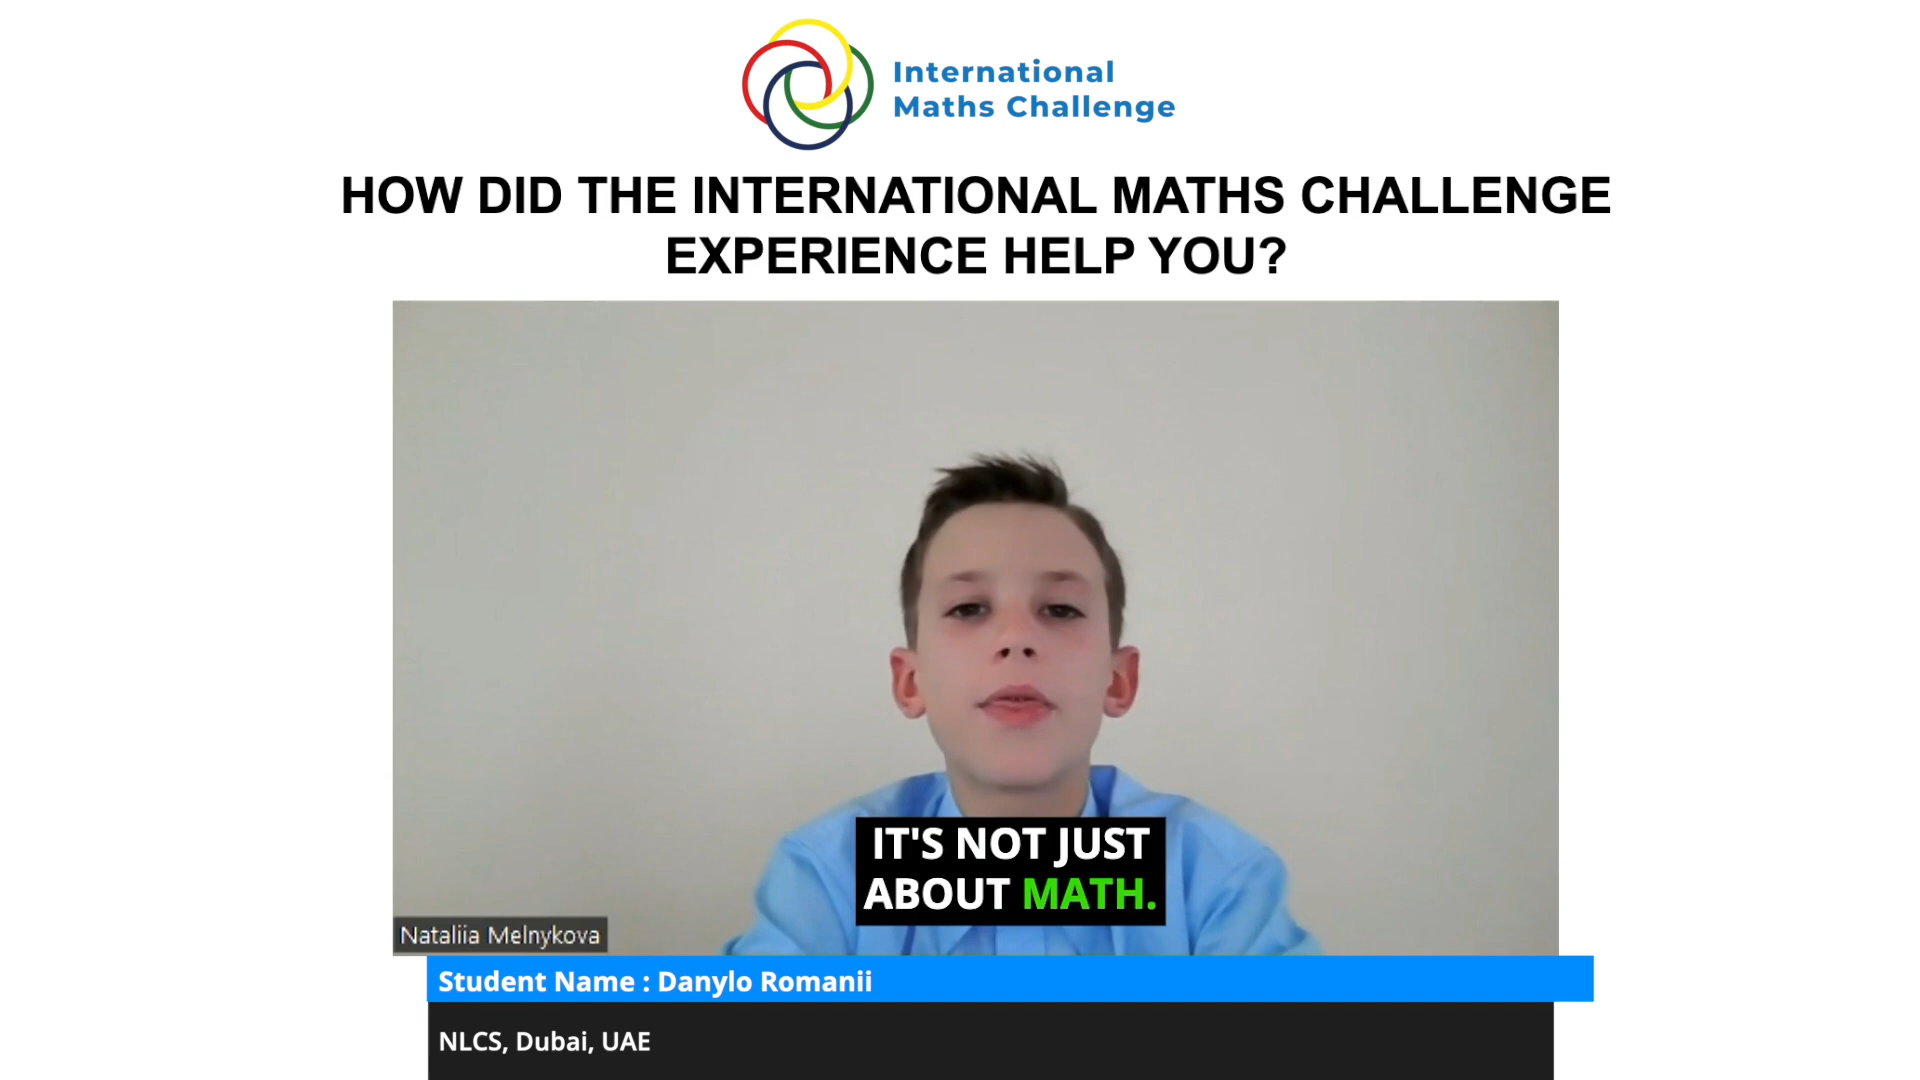 International
Maths Challenge
HOW DID THE INTERNATIONAL MATHS CHALLENGE
EXPERIENCE HELP YOU?
IT'S NOT JUST
ABOUT MATH.
Nataliia Melnykova
Student Name : Danylo Romanii
NLCS, Dubai, UAE